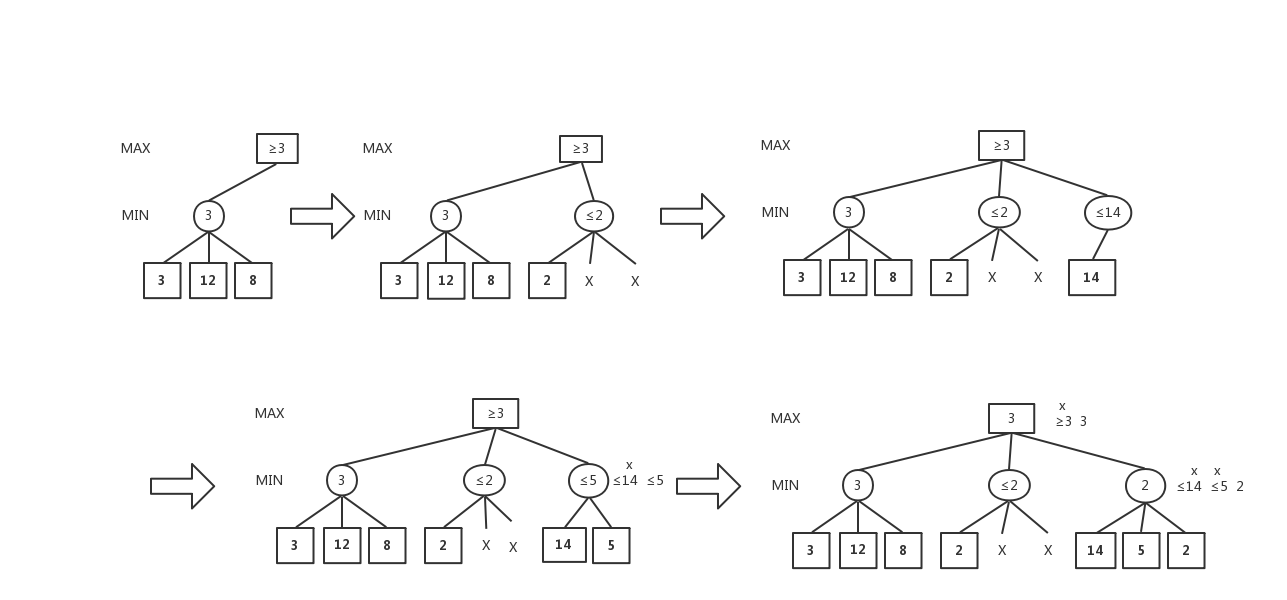 MAX ≥3 MAX ≥3 MAX ≥3
MIN 3 MIN 3 ≤2 MIN 3 ≤2 ≤14
3 12 8 3 12 8 2 X X 3 12 8 2 X X 14
x
MAX ≥3 MAX 3 ≥3 3
x x x
MIN 3 ≤2 ≤5 ≤14 ≤5 MIN 3 ≤2 2 ≤14 ≤5 2
3 12 8 2 X X 14 5 3 12 8 2 X X 14 5 2